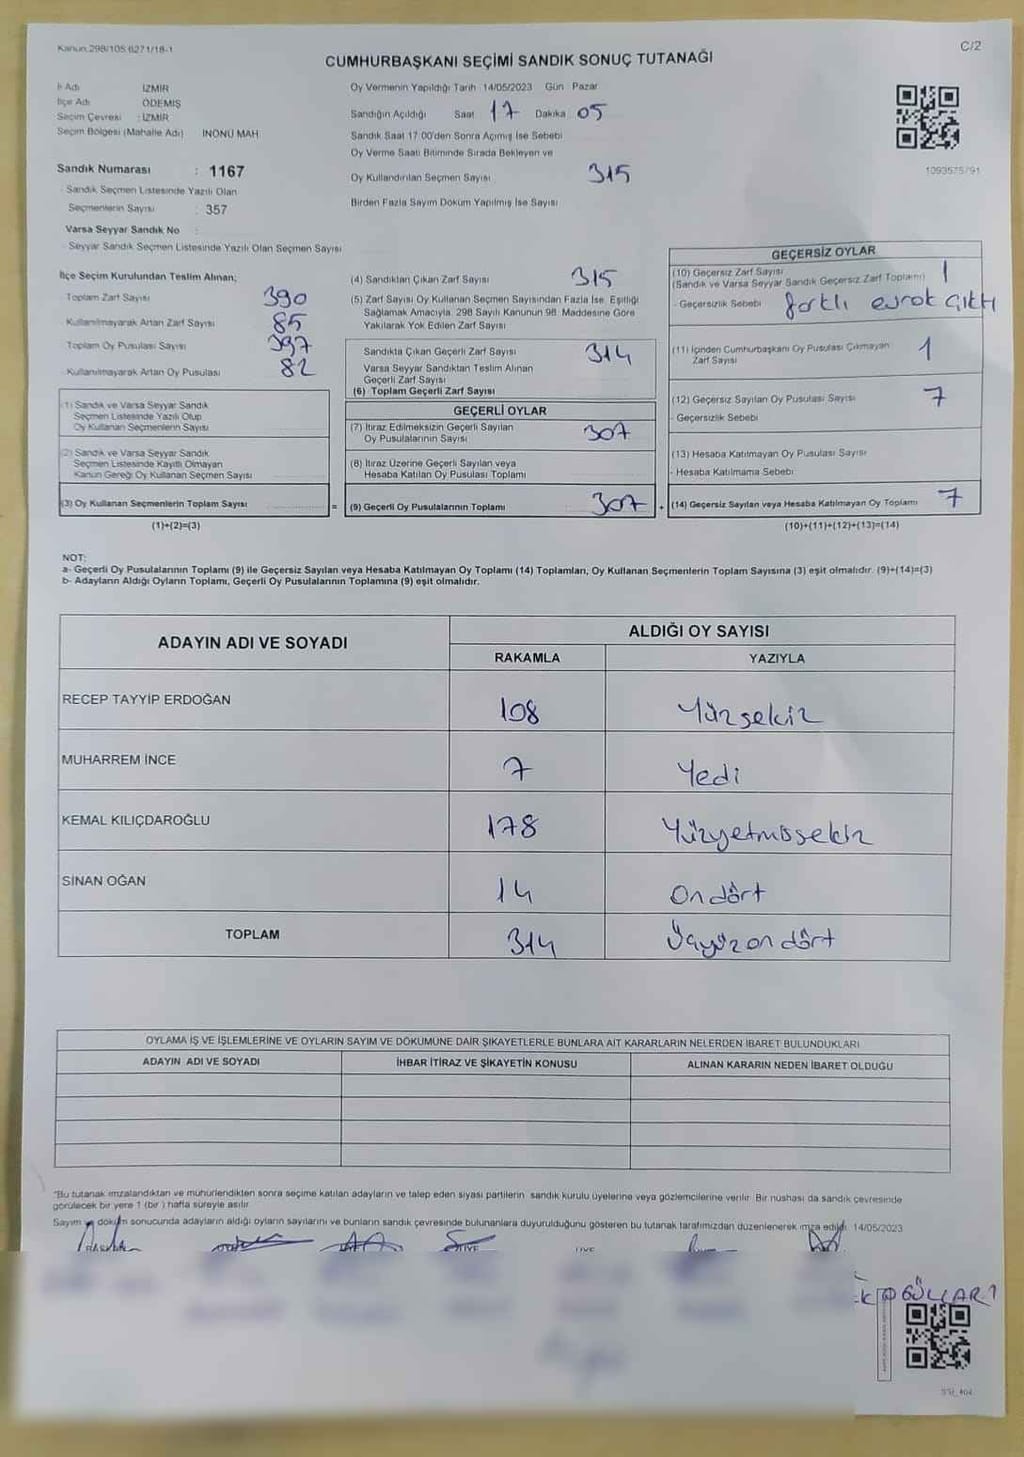 Kanun 298/105 6271/18-1
C/2
CUMHURBAŞKANI SEÇİMİ SANDIK SONUÇ TUTANAĞI
İl Adı İZMİR
İlçe Adı ÖDEMİŞ
Seçim Çevresi : İZMİR
Seçim Bölgesi (Mahalle Adı) İNÖNÜ MAH
Sandık Numarası : 1167
Sandık Seçmen Listesinde Yazılı Olan
Seçmenlerin Sayısı : 357
Varsa Seyyar Sandık No :
Seyyar Sandık Seçmen Listesinde Yazılı Olan Seçmen Sayısı
Oy Vermenin Yapıldığı Tarih 14/05/2023 Gün Pazar
Sandığın Açıldığı Saat 17 Dakika 05
Sandık Saat 17:00'den Sonra Açımış İse Sebebi
Oy Verme Saati Bitiminde Sırada Bekleyen ve
Oy Kullandırılan Seçmen Sayısı 315
Birden Fazla Sayım Döküm Yapılmış İse Sayısı
1093575791
İlçe Seçim Kurulundan Teslim Alınan;
Toplam Zarf Sayısı 390
Kullanılmayarak Artan Zarf Sayısı 85
Toplam Oy Pusulası Sayısı 397
Kullanılmayarak Artan Oy Pusulası 82
(1) Sandık ve Varsa Seyyar Sandık
Seçmen Listesinde Yazılı Olup
Oy Kullanan Seçmenlerin Sayısı
(2) Sandık ve Varsa Seyyar Sandık
Seçmen Listesinde Kayıtlı Olmayan
Kanun Gereği Oy Kullanan Seçmen Sayısı
(3) Oy Kullanan Seçmenlerin Toplam Sayısı =
(1)+(2)=(3)
(4) Sandıktan Çıkan Zarf Sayısı 315
(5) Zarf Sayısı Oy Kullanan Seçmen Sayısından Fazla İse, Eşitliği
Sağlamak Amacıyla, 298 Sayılı Kanunun 98. Maddesine Göre
Yakılarak Yok Edilen Zarf Sayısı
Sandıkta Çıkan Geçerli Zarf Sayısı 314
Varsa Seyyar Sandıktan Teslim Alınan
Geçerli Zarf Sayısı
(6) Toplam Geçerli Zarf Sayısı
GEÇERLİ OYLAR
(7) İtiraz Edilmeksizin Geçerli Sayılan
Oy Pusulalarının Sayısı 307
(8) İtiraz Üzerine Geçerli Sayılan veya
Hesaba Katılan Oy Pusulası Toplamı
(9) Geçerli Oy Pusulalarının Toplamı 307 +
GEÇERSİZ OYLAR
(10) Geçersiz Zarf Sayısı
(Sandık ve Varsa Seyyar Sandık Geçersiz Zarf Toplamı) 1
- Geçersizlik Sebebi farklı evrak çıktı
(11) İçinden Cumhurbaşkanı Oy Pusulası Çıkmayan
Zarf Sayısı 1
(12) Geçersiz Sayılan Oy Pusulası Sayısı 7
- Geçersizlik Sebebi
(13) Hesaba Katılmayan Oy Pusulası Sayısı
- Hesaba Katılmama Sebebi
(14) Geçersiz Sayılan veya Hesaba Katılmayan Oy Toplamı 7
(10)+(11)+(12)+(13)=(14)
NOT:
a- Geçerli Oy Pusulalarının Toplamı (9) ile Geçersiz Sayılan veya Hesaba Katılmayan Oy Toplamı (14) Toplamları, Oy Kullanan Seçmenlerin Toplam Sayısına (3) eşit olmalıdır. (9)+(14)=(3)
b- Adayların Aldığı Oyların Toplamı, Geçerli Oy Pusulalarının Toplamına (9) eşit olmalıdır.
ADAYIN ADI VE SOYADI
ALDIĞI OY SAYISI
RAKAMLA YAZIYLA
RECEP TAYYİP ERDOĞAN 108 Yüzsekiz
MUHARREM İNCE 7 Yedi
KEMAL KILIÇDAROĞLU 178 Yüzyetmişsekiz
SİNAN OĞAN 14 Ondört
TOPLAM 314 Üçyüzondört
OYLAMA İŞ VE İŞLEMLERİNE VE OYLARIN SAYIM VE DÖKÜMÜNE DAİR ŞİKAYETLERLE BUNLARA AİT KARARLARIN NELERDEN İBARET BULUNDUKLARI
ADAYIN ADI VE SOYADI İHBAR İTİRAZ VE ŞİKAYETİN KONUSU ALINAN KARARIN NEDEN İBARET OLDUĞU
*Bu tutanak imzalandıktan ve mühürlendikten sonra seçime katılan adayların ve talep eden siyasi partilerin sandık kurulu üyelerine veya gözlemcilerine verilir. Bir nüshası da sandık çevresinde
görülecek bir yere 1 (bir ) hafta süreyle asılır.
Sayım ve döküm sonucunda adayların aldığı oyların sayılarını ve bunların sandık çevresinde bulunanlara duyurulduğunu gösteren bu tutanak tarafımızdan düzenlenerek imza edildi. 14/05/2023